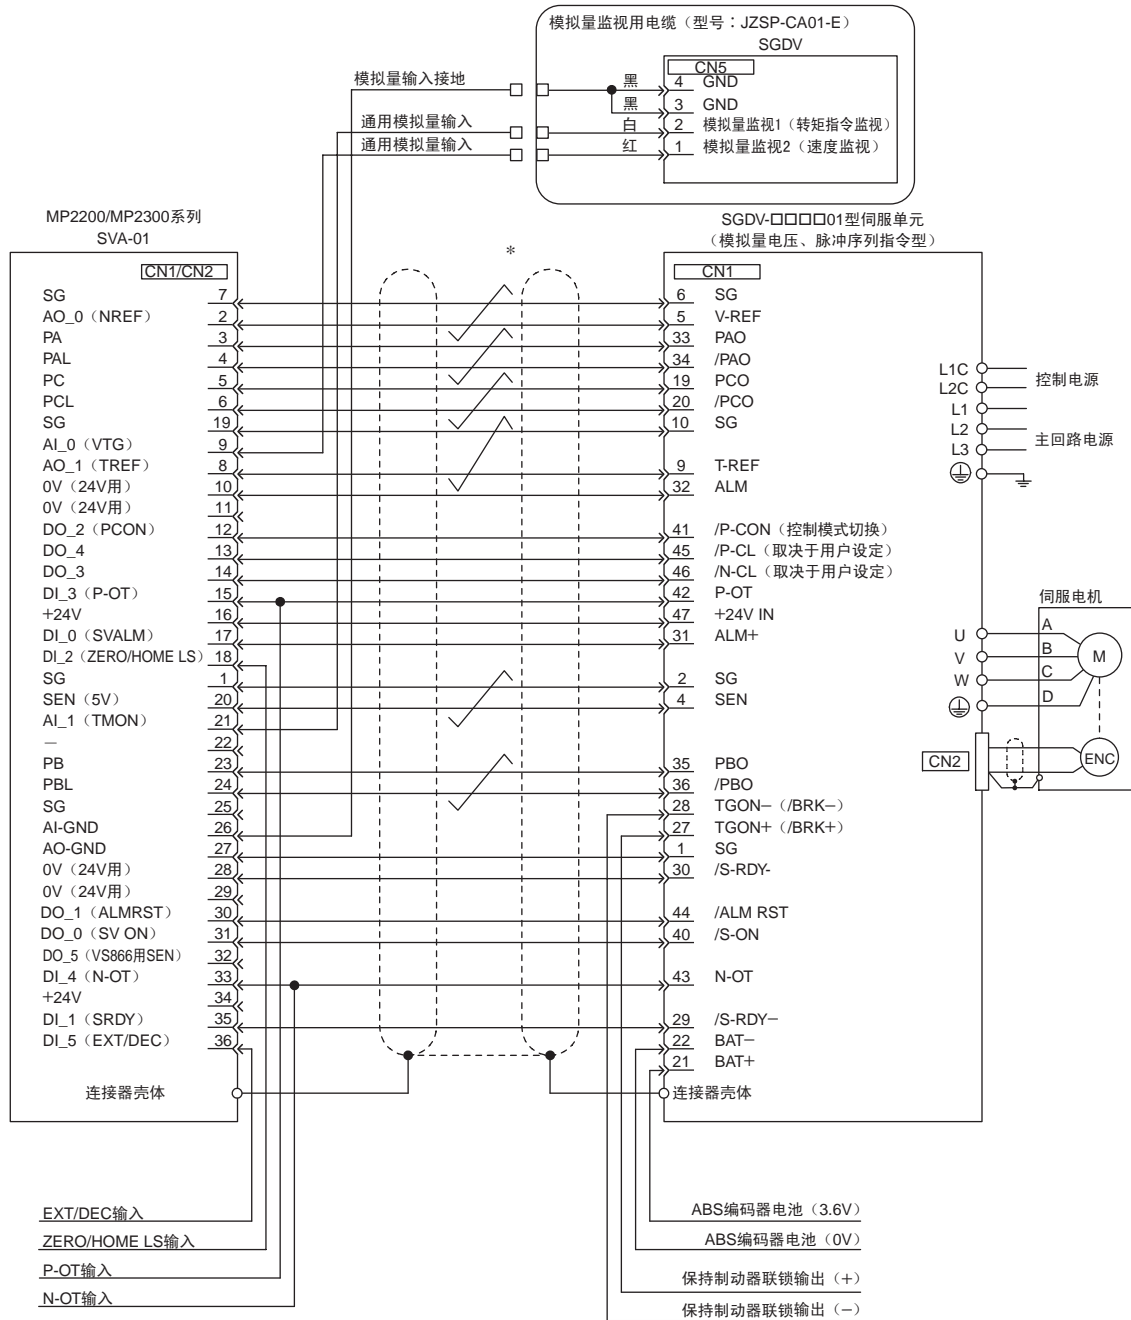 模拟量监视用电缆（型号：JZSP-CA01-E）
SGDV
CN5
模拟量输入接地
黑 4 GND
黑 3 GND
通用模拟量输入 白 2 模拟量监视1（转矩指令监视）
通用模拟量输入 红 1 模拟量监视2（速度监视）
MP2200/MP2300系列
SVA-01
SGDV-□□□□01型伺服单元
（模拟量电压、脉冲序列指令型）
*
CN1/CN2
CN1
SG 7 6 SG
AO_0（NREF） 2 5 V-REF
PA 3 33 PAO
PAL 4 34 /PAO
PC 5 19 PCO
PCL 6 20 /PCO
SG 19 10 SG
AI_0（VTG） 9
AO_1（TREF） 8 9 T-REF
0V（24V用） 10 32 ALM
0V（24V用） 11
DO_2（PCON） 12 41 /P-CON（控制模式切换）
DO_4 13 45 /P-CL（取决于用户设定）
DO_3 14 46 /N-CL（取决于用户设定）
DI_3（P-OT） 15 42 P-OT
+24V 16 47 +24V IN
DI_0（SVALM） 17 31 ALM+
DI_2（ZERO/HOME LS） 18
SG 1 2 SG
SEN（5V） 20 4 SEN
AI_1（TMON） 21
－ 22
PB 23 35 PBO
PBL 24 36 /PBO
SG 25 28 TGON－（/BRK－）
AI-GND 26 27 TGON+（/BRK+）
AO-GND 27 1 SG
0V（24V用） 28 30 /S-RDY-
0V（24V用） 29
DO_1（ALMRST） 30 44 /ALM RST
DO_0（SV ON） 31 40 /S-ON
DO_5（VS866用SEN） 32
DI_4（N-OT） 33 43 N-OT
+24V 34
DI_1（SRDY） 35 29 /S-RDY－
DI_5（EXT/DEC） 36 22 BAT－
21 BAT+
连接器壳体 连接器壳体
L1C
L2C
控制电源
L1
L2
L3
主回路电源
伺服电机
U A
V B
W C
D
M
CN2
ENC
EXT/DEC输入
ZERO/HOME LS输入
P-OT输入
N-OT输入
ABS编码器电池（3.6V）
ABS编码器电池（0V）
保持制动器联锁输出（+）
保持制动器联锁输出（－）